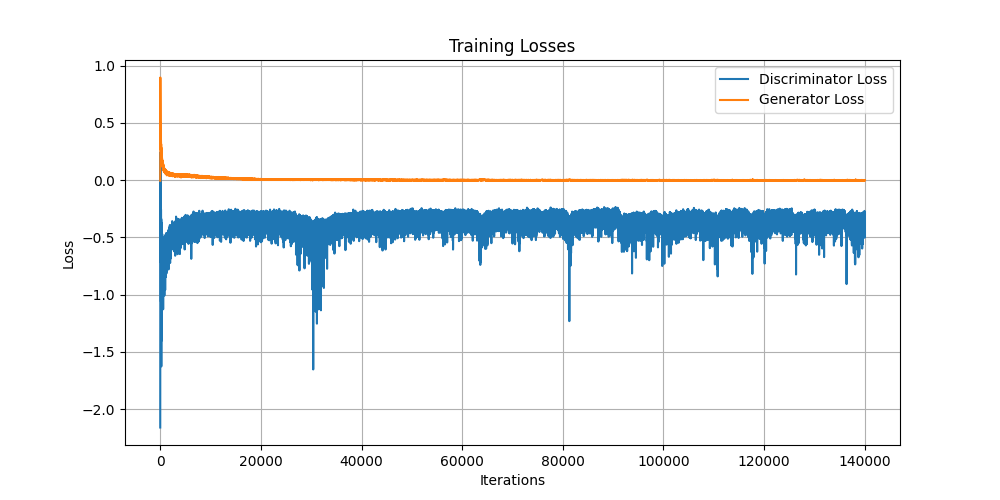 Training Losses
Discriminator Loss
Generator Loss
1.0
0.5
0.0
−0.5
−1.0
−1.5
−2.0
Loss
0 20000 40000 60000 80000 100000 120000 140000
Iterations